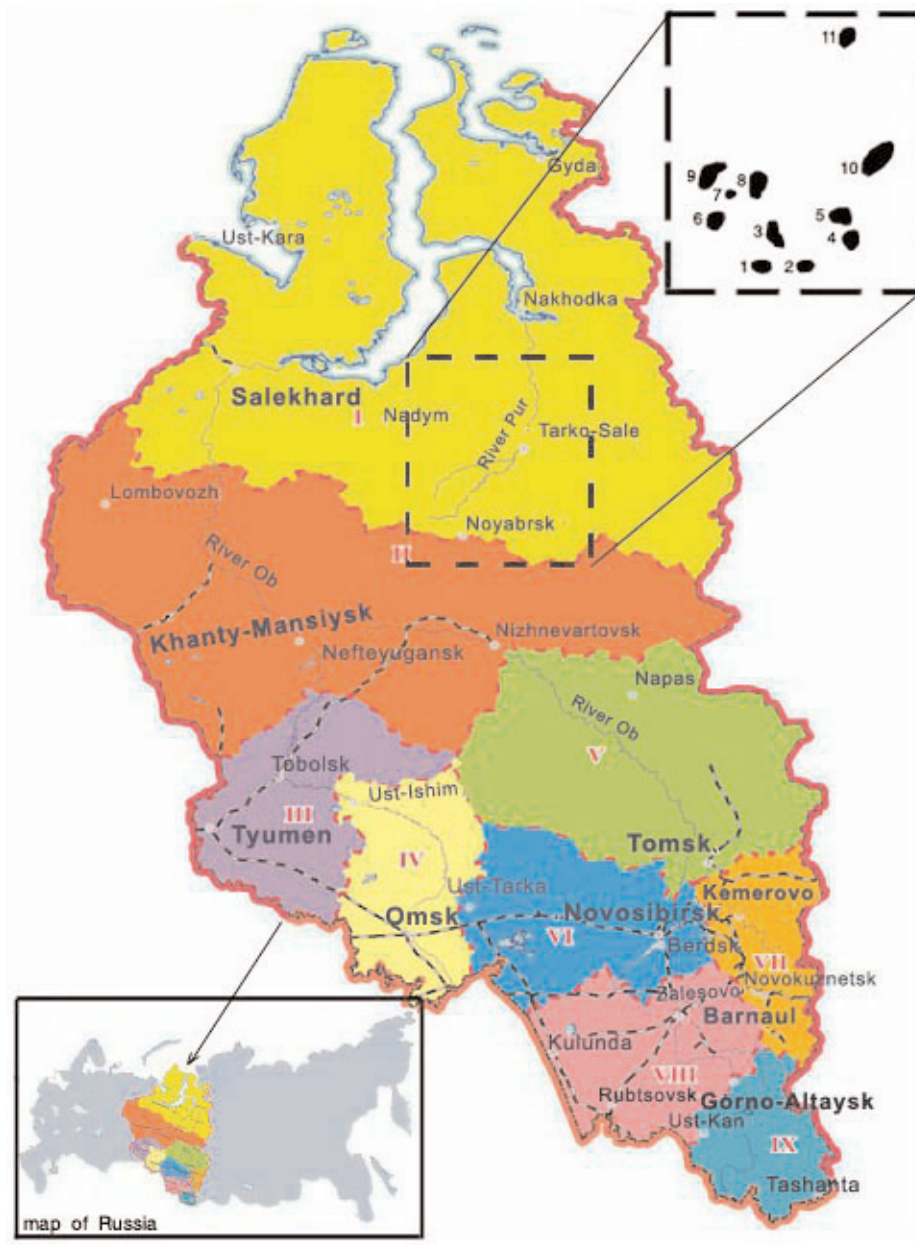 11
10
9
8
7
6
5
3
4
1
2
Gyda
Ust-Kara
Nakhodka
Salekhard
I
Nadym
River Pur
Tarko-Sale
Lombovozh
Noyabrsk
II
River Ob
Khanty-Mansiysk
Nizhnevartovsk
Nefteyugansk
Napas
River Ob
V
Tobolsk
Ust-Ishim
III
Tyumen
Tomsk
IV
Kemerovo
Ust-Tarka
Omsk
Novosibirsk
VI
Berdsk
VII
Novokuznetsk
Zalesovo
Barnaul
Kulunda
VIII
Rubtsovsk
Gorno-Altaysk
Ust-Kan
IX
Tashanta
map of Russia